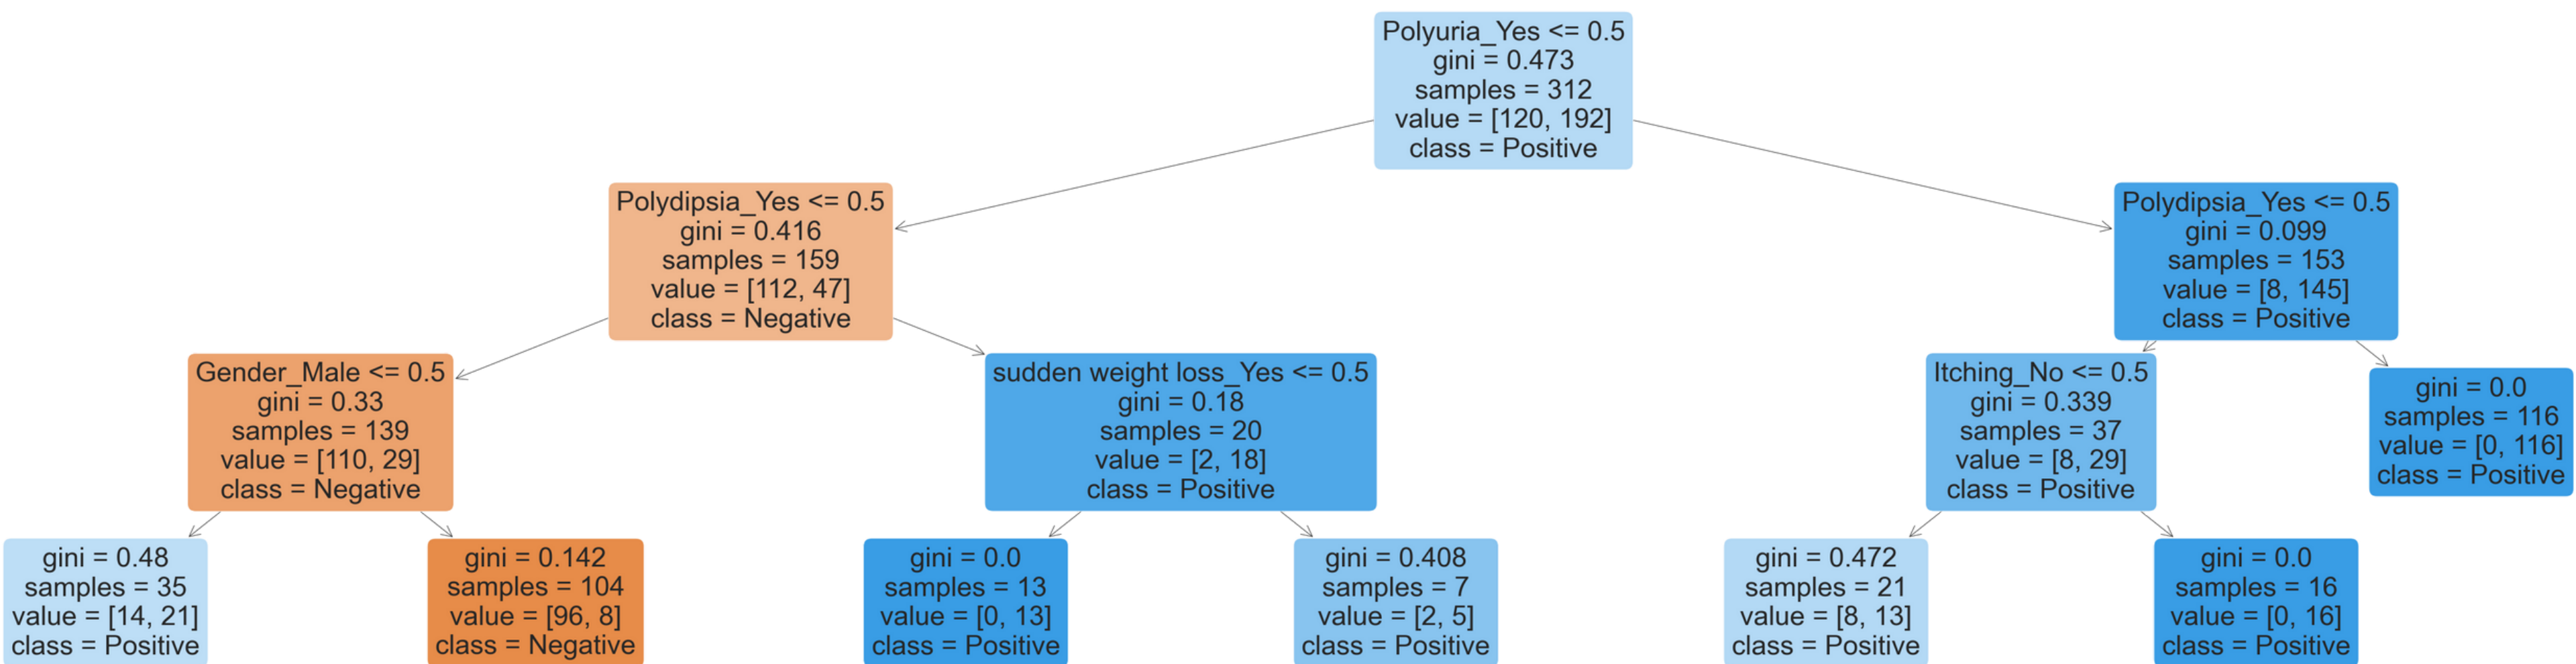 Polyuria_Yes <= 0.5
gini = 0.473
samples = 312
value = [120, 192]
class = Positive
Polydipsia_Yes <= 0.5
gini = 0.416
samples = 159
value = [112, 47]
class = Negative
Polydipsia_Yes <= 0.5
gini = 0.099
samples = 153
value = [8, 145]
class = Positive
Gender_Male <= 0.5
gini = 0.33
samples = 139
value = [110, 29]
class = Negative
sudden weight loss_Yes <= 0.5
gini = 0.18
samples = 20
value = [2, 18]
class = Positive
Itching_No <= 0.5
gini = 0.339
samples = 37
value = [8, 29]
class = Positive
gini = 0.0
samples = 116
value = [0, 116]
class = Positive
gini = 0.48
samples = 35
value = [14, 21]
class = Positive
gini = 0.142
samples = 104
value = [96, 8]
class = Negative
gini = 0.0
samples = 13
value = [0, 13]
class = Positive
gini = 0.408
samples = 7
value = [2, 5]
class = Positive
gini = 0.472
samples = 21
value = [8, 13]
class = Positive
gini = 0.0
samples = 16
value = [0, 16]
class = Positive